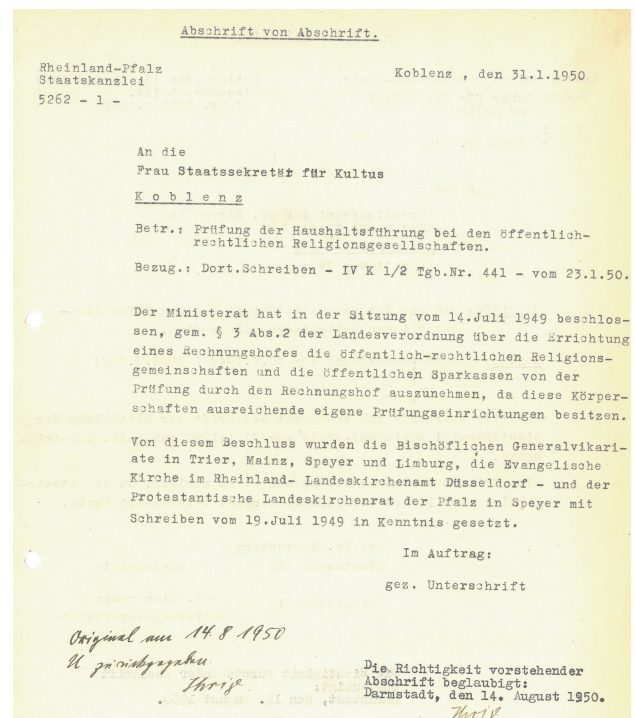 Abschrift von Abschrift.
Rheinland-Pfalz
Staatskanzlei
5262 - 1 -
Koblenz , den 31.1.1950
An die
Frau Staatssekretär für Kultus
K o b l e n z
Betr.: Prüfung der Haushaltsführung bei den öffentlich-
rechtlichen Religionsgesellschaften.
Bezug.: Dort.Schreiben - IV K 1/2 Tgb.Nr. 441 - vom 23.1.50.
Der Ministerat hat in der Sitzung vom 14.Juli 1949 beschlos-
sen, gem. § 3 Abs.2 der Landesverordnung über die Errichtung
eines Rechnungshofes die öffentlich-rechtlichen Religions-
gemeinschaften und die öffentlichen Sparkassen von der
Prüfung durch den Rechnungshof auszunehmen, da diese Körper-
schaften ausreichende eigene Prüfungseinrichtungen besitzen.
Von diesem Beschluss wurden die Bischöflichen Generalvikari-
ate in Trier, Mainz, Speyer und Limburg, die Evangelische
Kirche im Rheinland- Landeskirchenamt Düsseldorf - und der
Protestantische Landeskirchenrat der Pfalz in Speyer mit
Schreiben vom 19.Juli 1949 in Kenntnis gesetzt.
Im Auftrag:
gez. Unterschrift
Original am 14.8 1950
U. zurückgegeben
Ihrig
Die Richtigkeit vorstehender
Abschrift beglaubigt:
Darmstadt, den 14. August 1950.
Ihrig